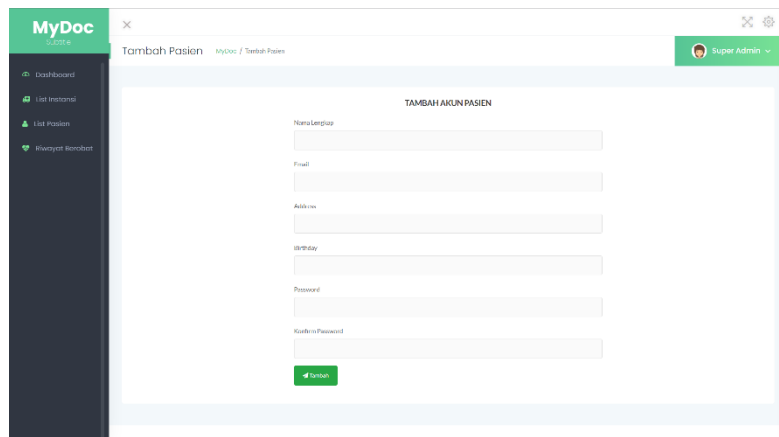 MyDoc
Subtitle
Dashboard
List Instansi
List Pasien
Riwayat Berobat
Tambah Pasien MyDoc / Tambah Pasien
Super Admin
TAMBAH AKUN PASIEN
Nama Lengkap
Email
Address
Birthday
Password
Konfirm Password
Tambah